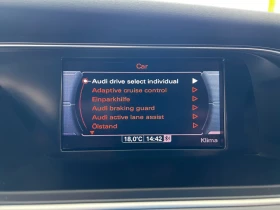 Car
Audi drive select individual
Adaptive cruise control
Einparkhilfe
Audi braking guard
Audi active lane assist
Ölstand
18,0°C 14:42
Klima